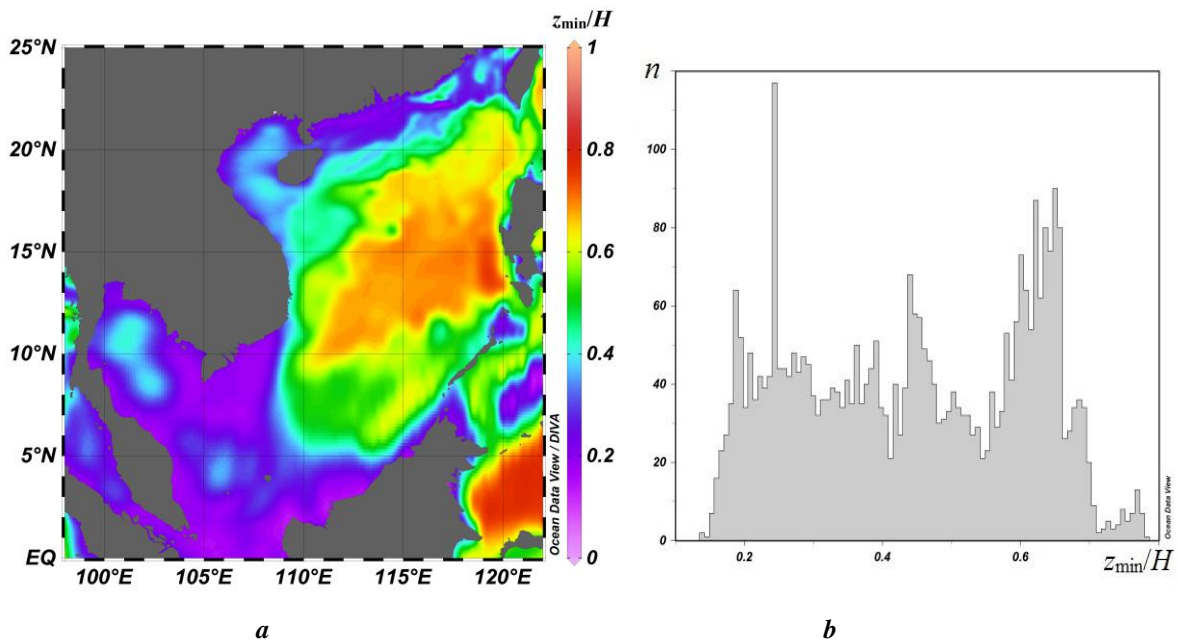 z_min/H
25°N
20°N
15°N
10°N
5°N
EQ
100°E 105°E 110°E 115°E 120°E
1
0.8
0.6
0.4
0.2
0
Ocean Data View / DIVA
a
n
100
80
60
40
20
0
0.2 0.4 0.6
z_min/H
Ocean Data View
b